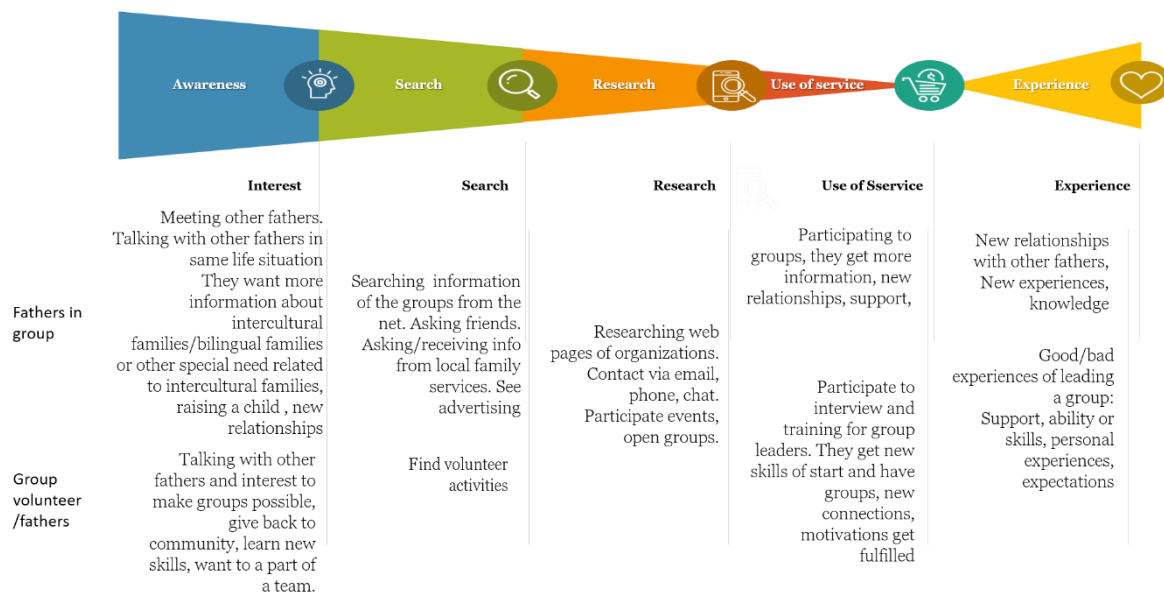 Awareness
Search
Research
Use of service
Experience
Interest
Search
Research
Use of Sservice
Experience
Fathers in
group
Meeting other fathers.
Talking with other fathers in
same life situation
They want more
information about
intercultural
families/bilingual families
or other special need related
to intercultural families,
raising a child , new
relationships
Searching  information
of the groups from the
net. Asking friends.
Asking/receiving info
from local family
services. See
advertising
Researching web
pages of organizations.
Contact via email,
phone, chat.
Participate events,
open groups.
Participating to
groups, they get more
information, new
relationships, support,
New relationships
with other fathers,
New experiences,
knowledge
Group
volunteer
/fathers
Talking with other
fathers and interest to
make groups possible,
give back to
community, learn new
skills, want to a part of
a team.
Find volunteer
activities
Participate to
interview and
training for group
leaders. They get new
skills of start and have
groups, new
connections,
motivations get
fulfilled
Good/bad
experiences of leading
a group:
Support, ability or
skills, personal
experiences,
expectations